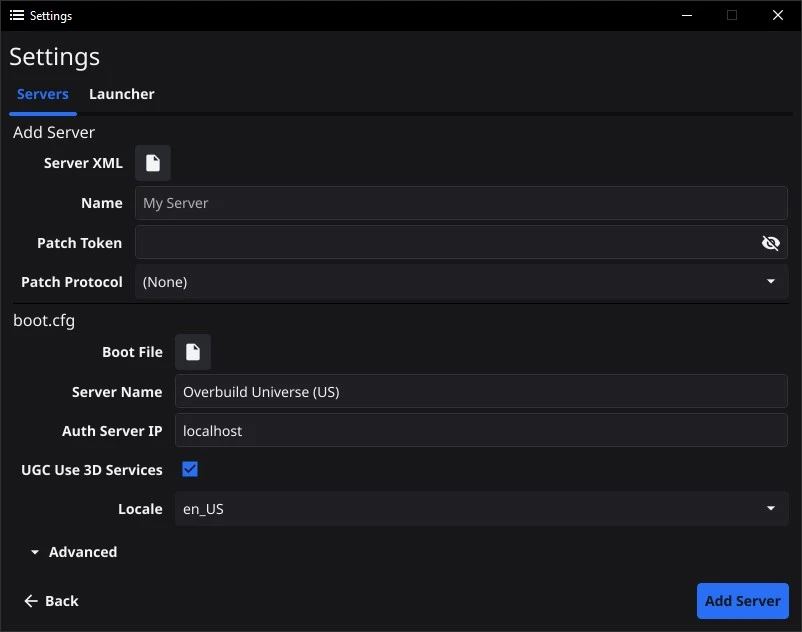 Settings
Settings
Servers Launcher
Add Server
Server XML
Name My Server
Patch Token
Patch Protocol (None)
boot.cfg
Boot File
Server Name Overbuild Universe (US)
Auth Server IP localhost
UGC Use 3D Services
Locale en_US
Advanced
Back Add Server